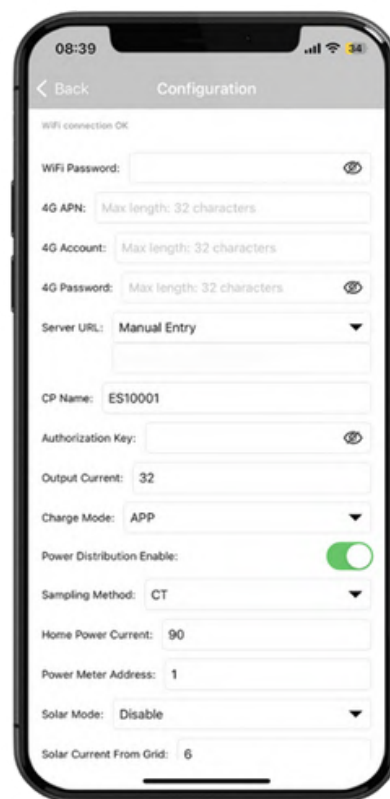 08:39 34
Back Configuration
WiFi connection OK
WiFi Password:
4G APN: Max length: 32 characters
4G Account: Max length: 32 characters
4G Password: Max length: 32 characters
Server URL: Manual Entry
CP Name: ES10001
Authorization Key:
Output Current: 32
Charge Mode: APP
Power Distribution Enable:
Sampling Method: CT
Home Power Current: 90
Power Meter Address: 1
Solar Mode: Disable
Solar Current From Grid: 6